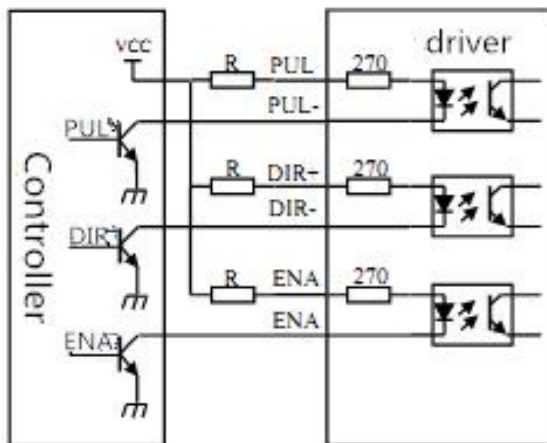 vcc
driver
R
PUL
270
PUL-
PUL
R
DIR+
270
DIR-
DIR
R
ENA
270
ENA
ENA
Controller